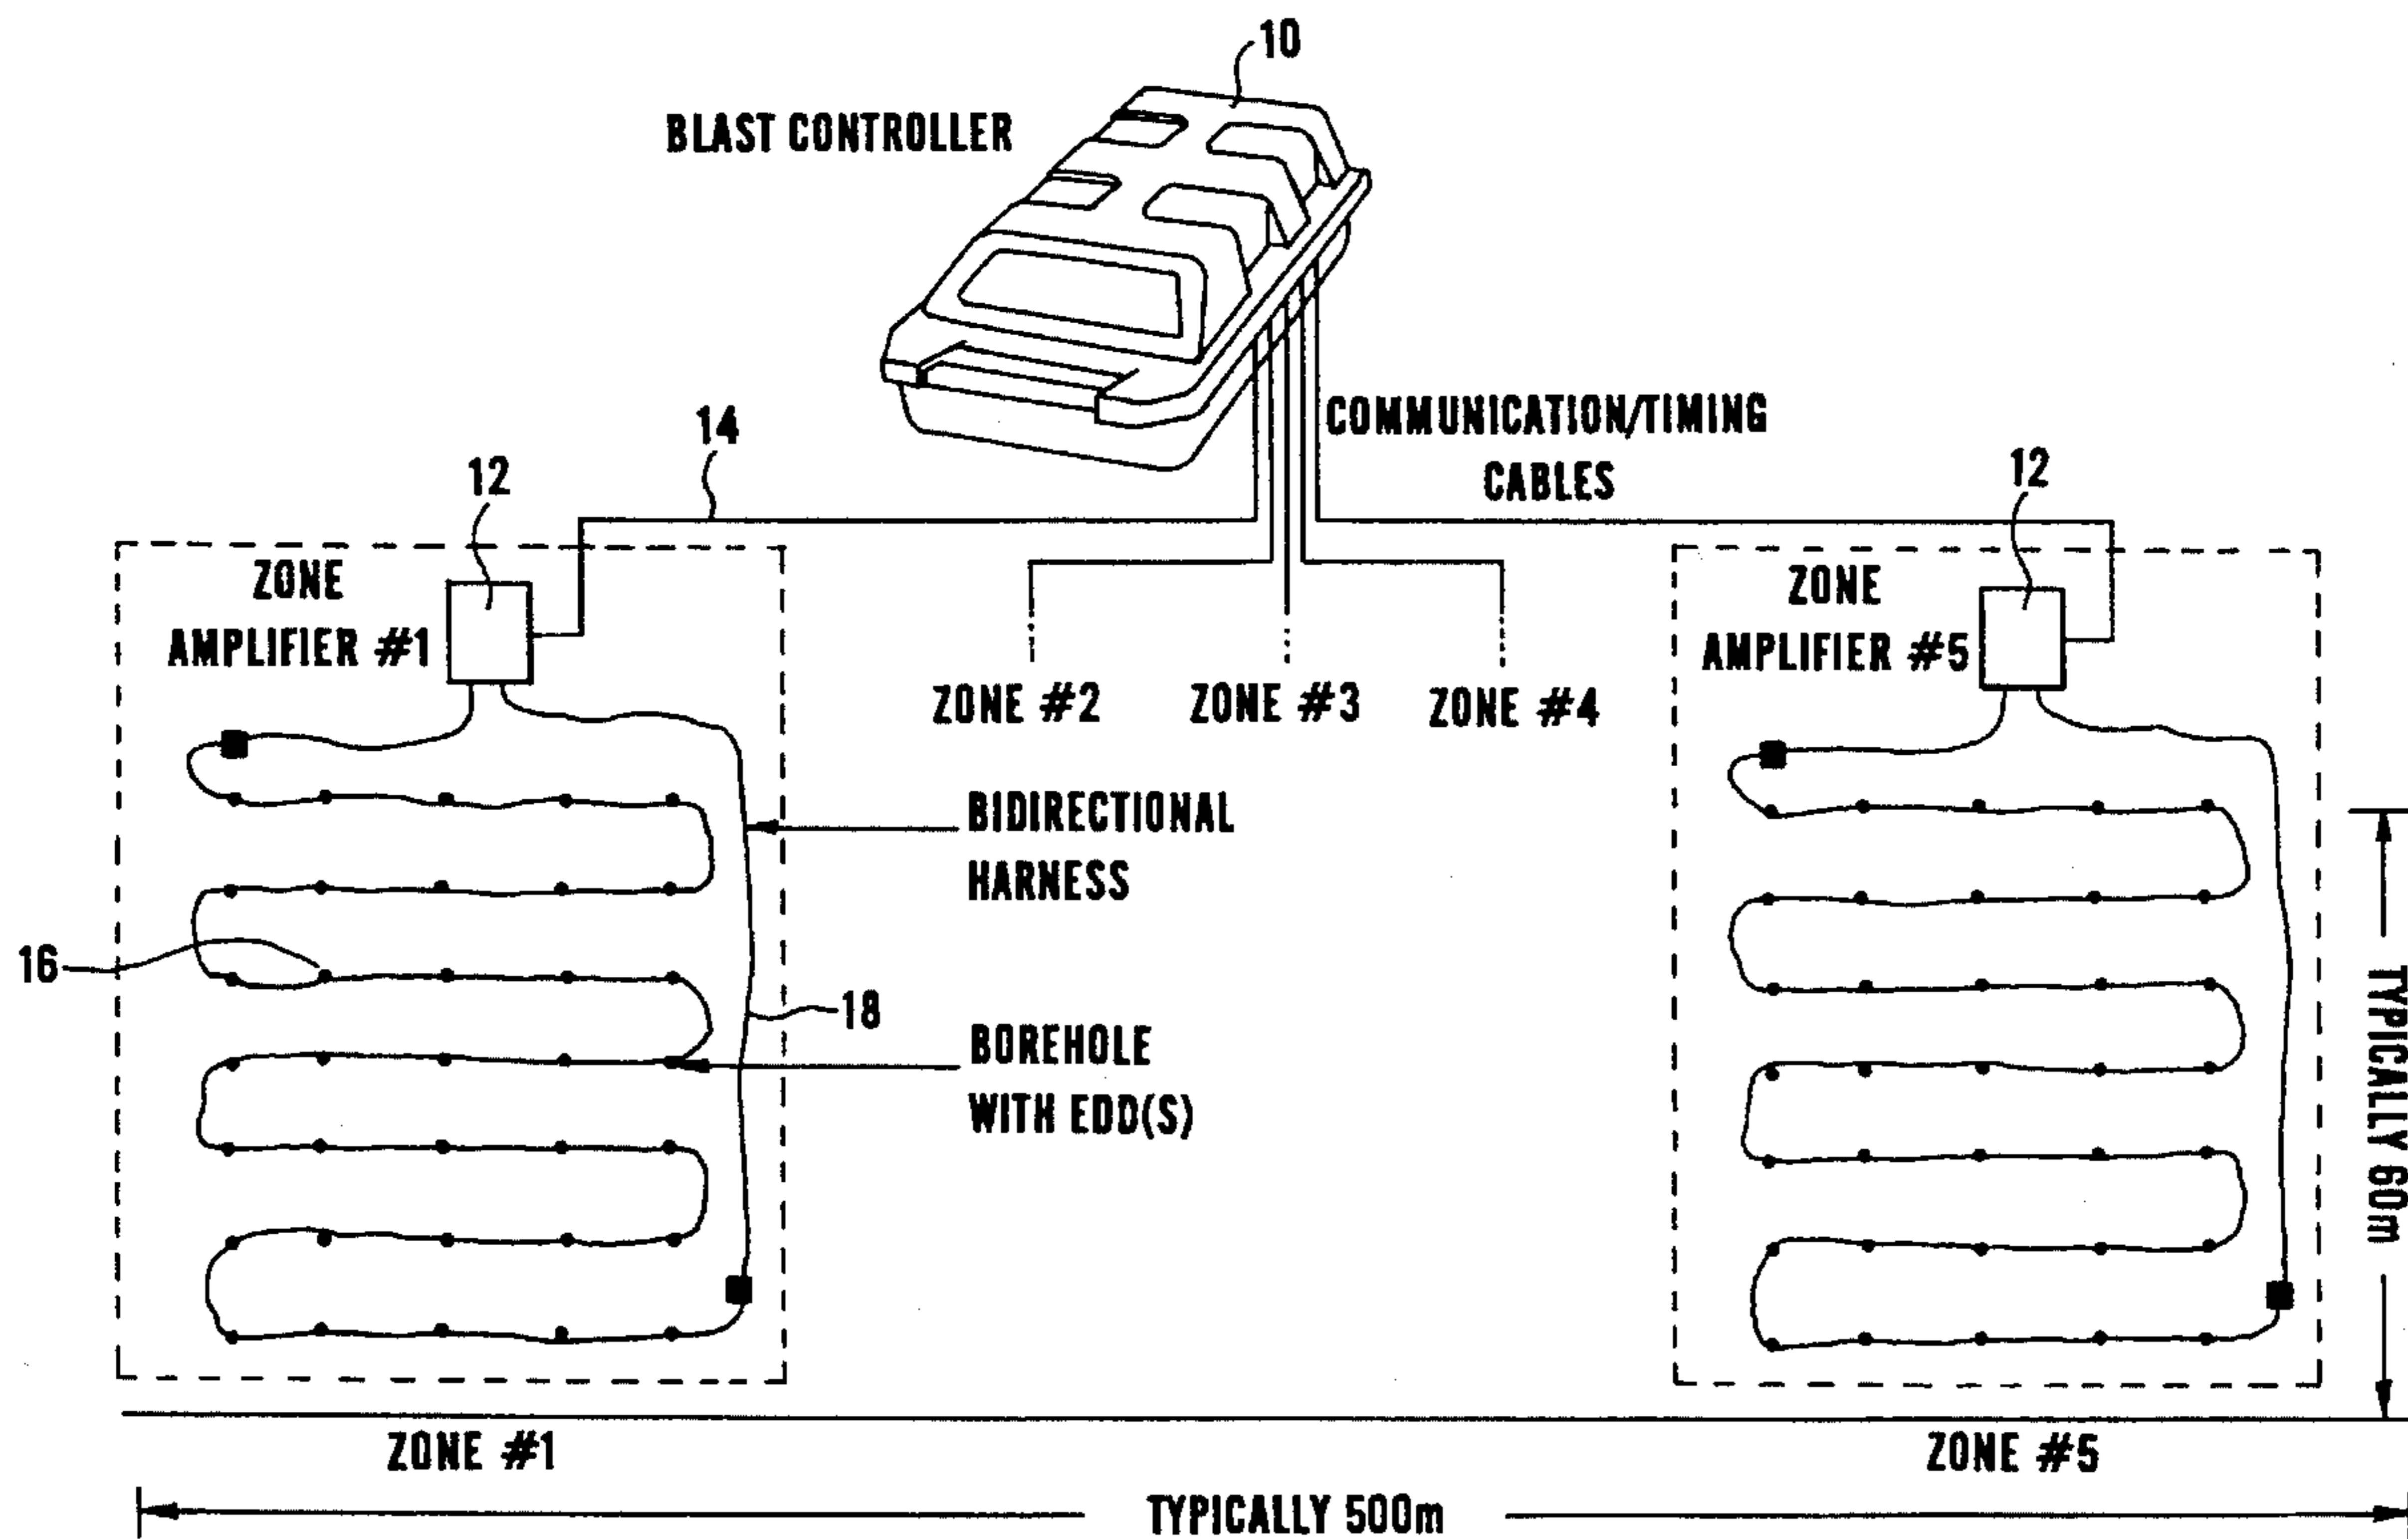 10
BLAST CONTROLLER
COMMUNICATION/TIMING
CABLES
14
12
12
ZONE
AMPLIFIER #1
ZONE
AMPLIFIER #5
ZONE #2
ZONE #3
ZONE #4
BIDIRECTIONAL
HARNESS
16
18
BOREHOLE
WITH EDD(S)
TYPICALLY 60m
ZONE #1
ZONE #5
TYPICALLY 500m